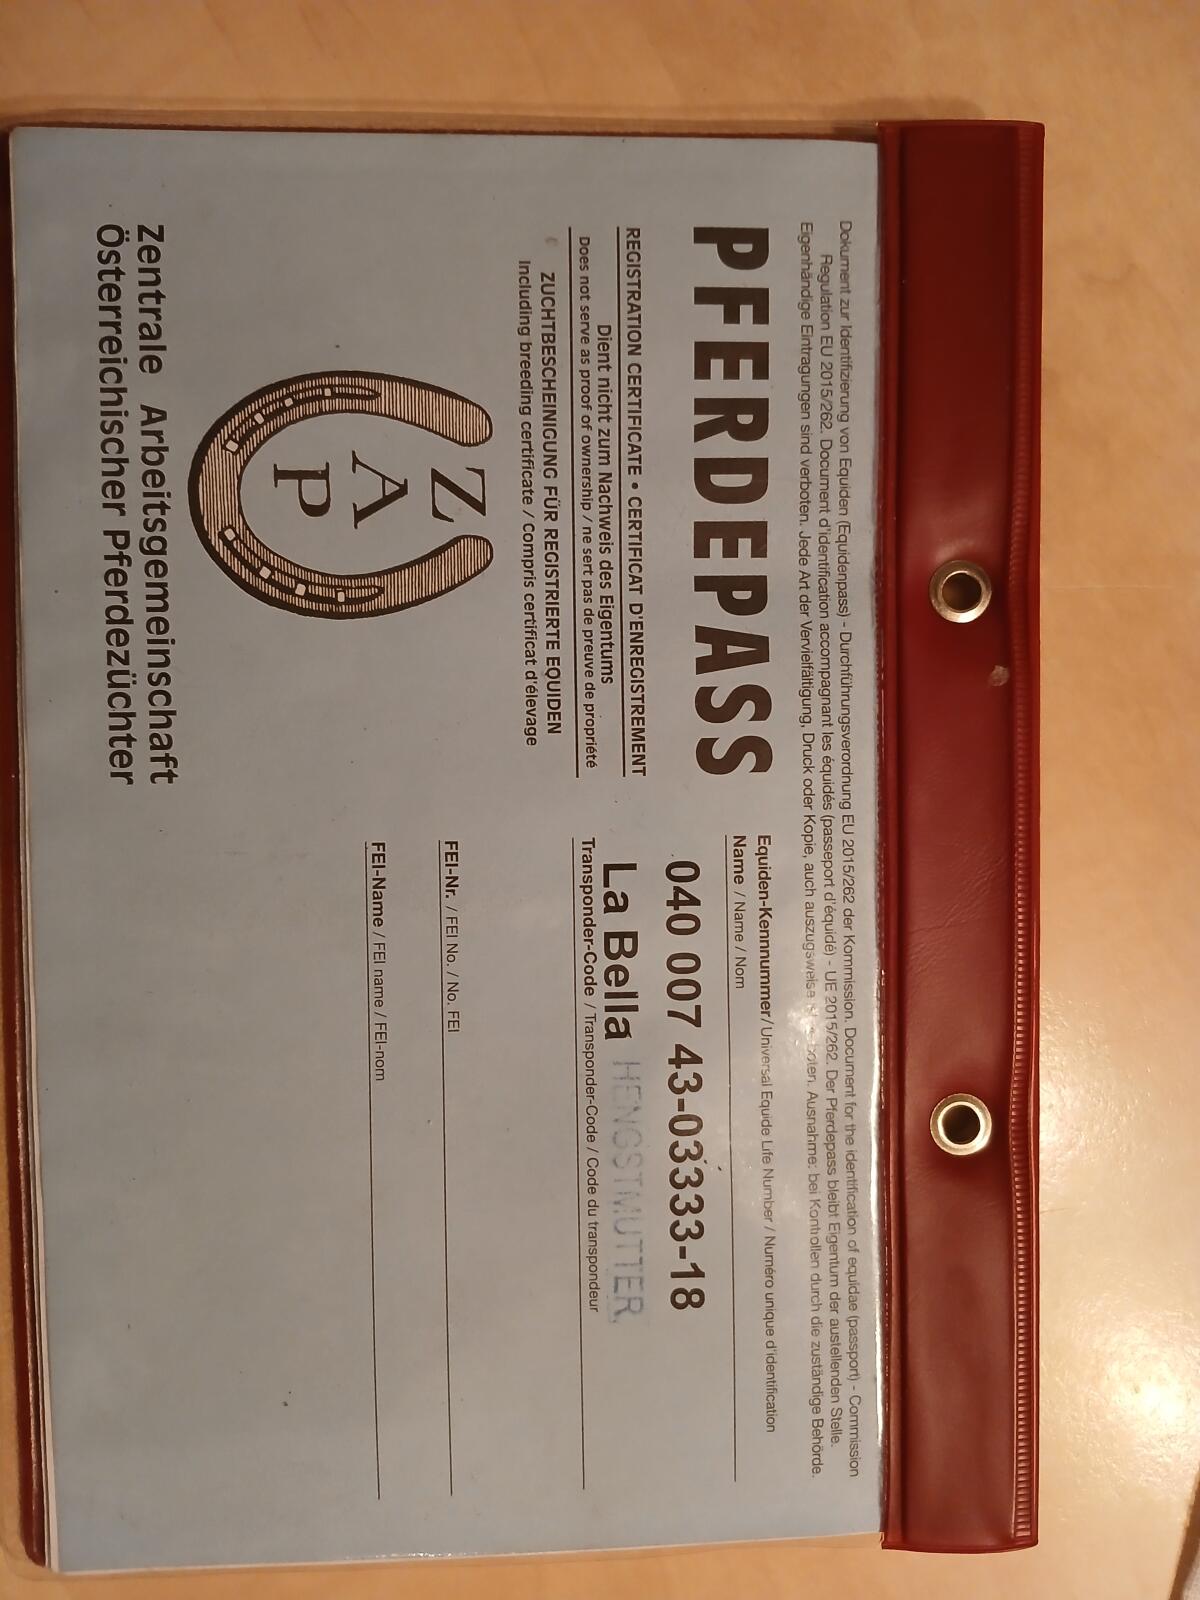 Dokument zur Identifizierung von Equiden (Equidenpass) - Durchführungsverordnung EU 2015/262 der Kommission. Document for the identification of equidae (passport) - Commission
Regulation EU 2015/262. Document d'identification accompagnant les équidés (passeport d'équidé) - UE 2015/262. Der Pferdepass bleibt Eigentum der austellenden Stelle.
Eigenhändige Eintragungen sind verboten. Jede Art der Vervielfältigung, Druck oder Kopie, auch auszugsweise ist verboten. Ausnahme: bei Kontrollen durch die zuständige Behörde.
PFERDEPASS
REGISTRATION CERTIFICATE • CERTIFICAT D'ENREGISTREMENT
Dient nicht zum Nachweis des Eigentums
Does not serve as proof of ownership / ne sert pas de preuve de propriété
ZUCHTBESCHEINIGUNG FÜR REGISTRIERTE EQUIDEN
Including breeding certificate / Compris certificat d'élevage
Z
A
P
Zentrale Arbeitsgemeinschaft
Österreichischer Pferdezüchter
Equiden-Kennnummer/Universal Equide Life Number / Numéro unique d'identification
Name / Name / Nom
040 007 43-03333-18
La Bella HENGSTMUTTER
Transponder-Code / Transponder-Code / Code du transpondeur
FEI-Nr. / FEI No. / No. FEI
FEI-Name / FEI name / FEI-nom